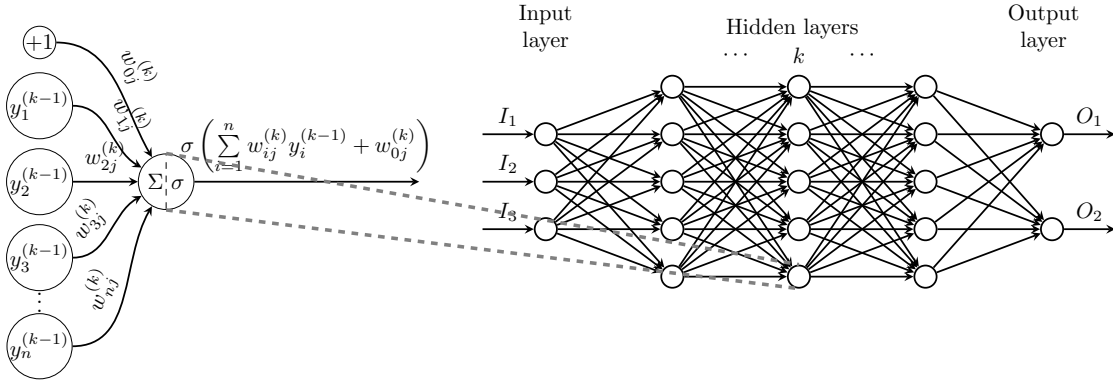 +1
w_{0j}^{(k)}
y_1^{(k-1)}
w_{1j}^{(k)}
y_2^{(k-1)}
w_{2j}^{(k)}
y_3^{(k-1)}
w_{3j}^{(k)}
⋮
y_n^{(k-1)}
w_{nj}^{(k)}
Σ σ
σ ( \sum_{i=1}^{n} w_{ij}^{(k)} y_i^{(k-1)} + w_{0j}^{(k)} )
Input
layer
Hidden layers
⋯ k ⋯
Output
layer
I_1
I_2
I_3
O_1
O_2